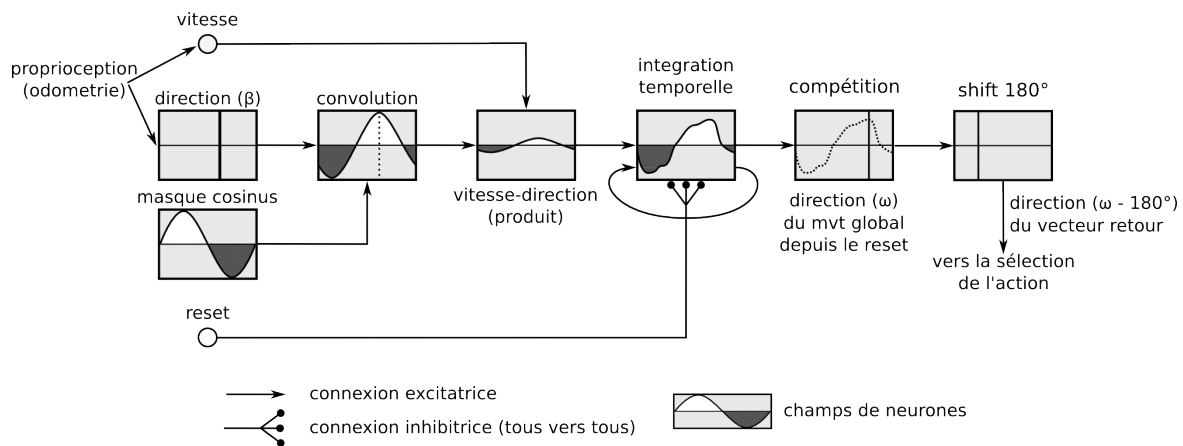 vitesse
proprioception
(odometrie)
direction (β)
convolution
integration
temporelle
compétition
shift 180°
masque cosinus
vitesse-direction
(produit)
direction (ω)
du mvt global
depuis le reset
direction (ω - 180°)
du vecteur retour
vers la sélection
de l'action
reset
connexion excitatrice
connexion inhibitrice (tous vers tous)
champs de neurones